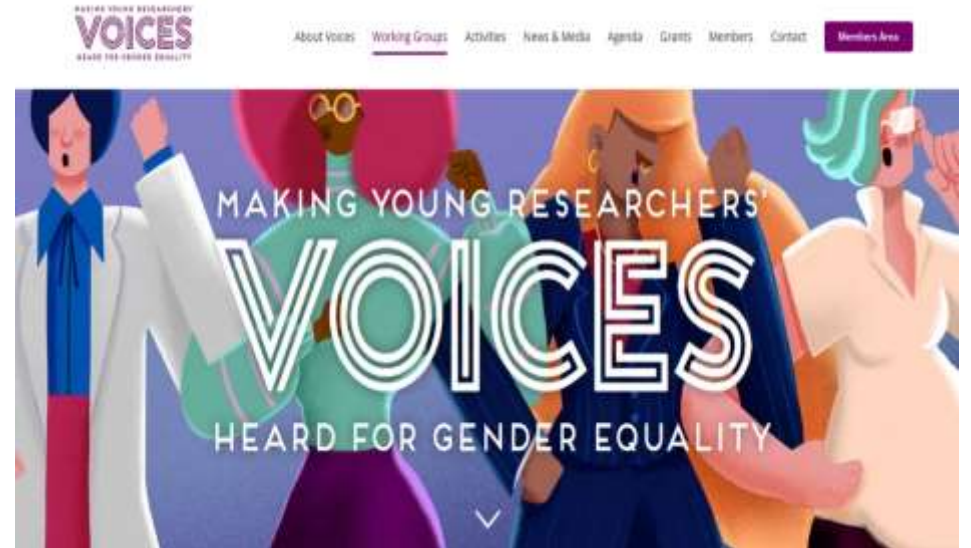 MAKING YOUNG RESEARCHERS'
VOICES
HEARD FOR GENDER EQUALITY
About Voices Working Groups Activities News & Media Agenda Grants Members Contact Members Area
MAKING YOUNG RESEARCHERS'
VOICES
HEARD FOR GENDER EQUALITY